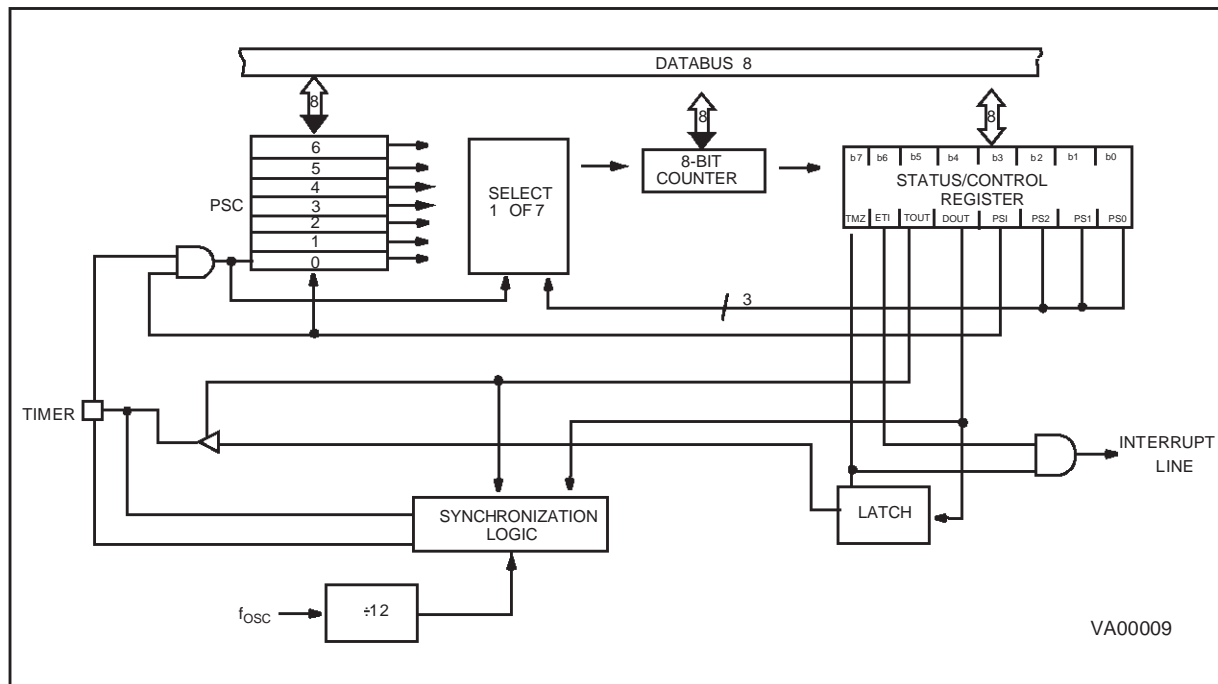 DATABUS 8
8
8
8
6
5
4
3
2
1
0
PSC
SELECT
1 OF 7
8-BIT
COUNTER
b7 b6 b5 b4 b3 b2 b1 b0
STATUS/CONTROL
REGISTER
TMZ ETI TOUT DOUT PSI PS2 PS1 PS0
3
TIMER
INTERRUPT
LINE
SYNCHRONIZATION
LOGIC
LATCH
fOSC
÷12
VA00009